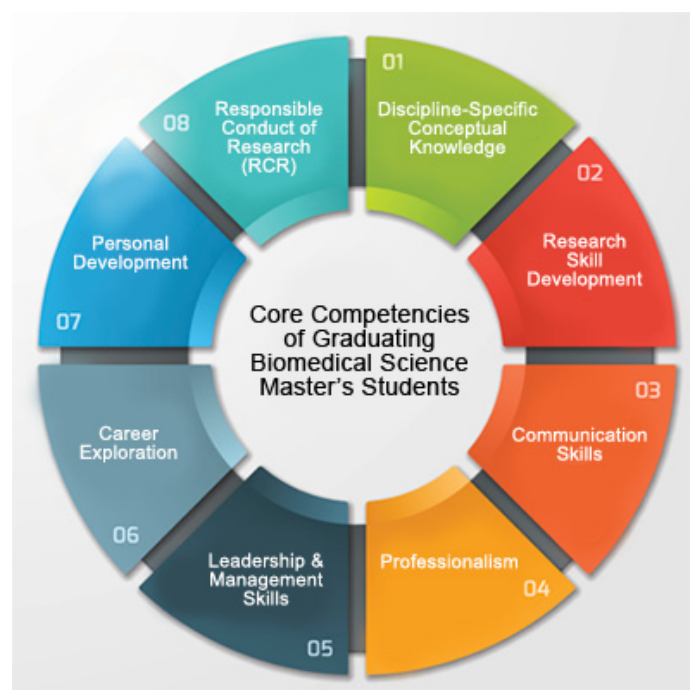 Core Competencies
of Graduating
Biomedical Science
Master's Students
01
Discipline-Specific
Conceptual
Knowledge
02
Research
Skill
Development
03
Communication
Skills
Professionalism
04
Leadership &
Management
Skills
05
Career
Exploration
06
Personal
Development
07
08
Responsible
Conduct of
Research
(RCR)